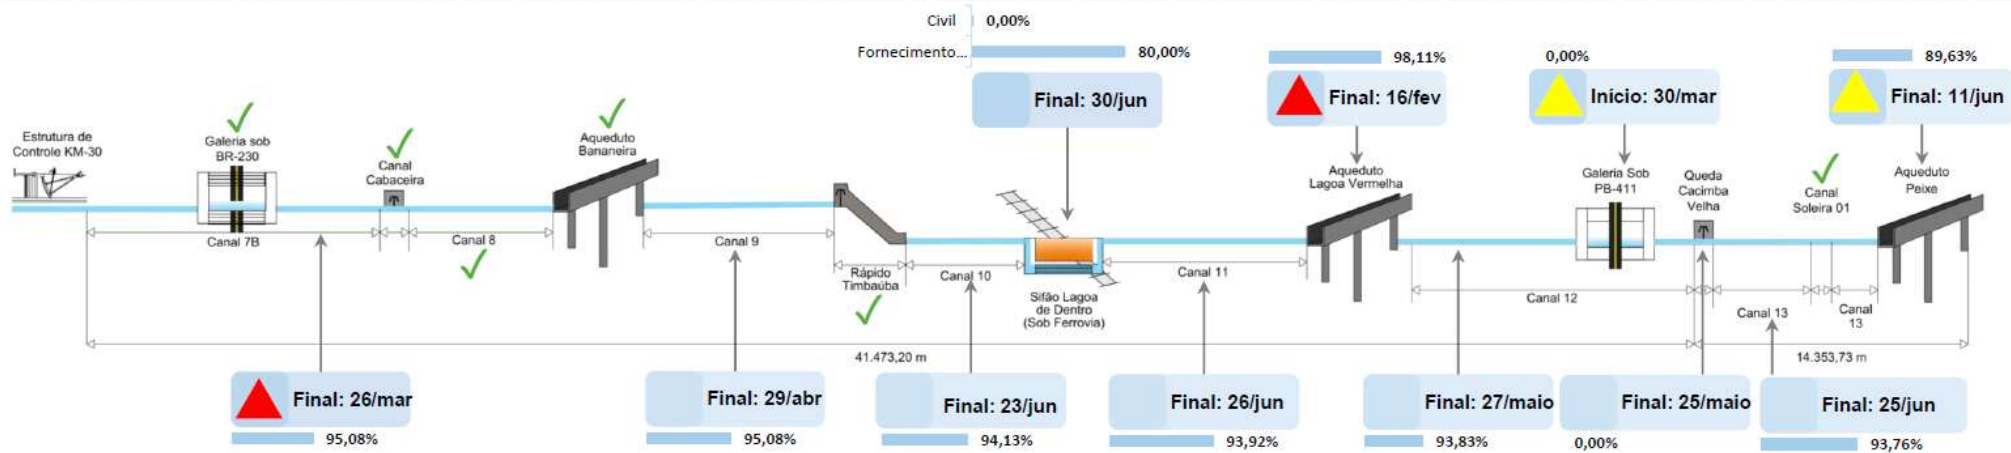 Civil 0,00%
Fornecimento... 80,00%
98,11%
0,00%
89,63%
Final: 30/jun
Final: 16/fev
Início: 30/mar
Final: 11/jun
Estrutura de
Controle KM-30
Galeria sob
BR-230
Canal
Cabaceira
Aqueduto
Bananeira
Aqueduto
Lagoa Vermelha
Galeria Sob
PB-411
Queda
Cacimba
Velha
Canal
Soleira 01
Aqueduto
Peixe
Canal 7B
Canal 8
Canal 9
Rápido
Timbaúba
Canal 10
Sifão Lagoa
de Dentro
(Sob Ferrovia)
Canal 11
Canal 12
Canal 13
Canal
13
41.473,20 m
14.353,73 m
Final: 26/mar
95,08%
Final: 29/abr
95,08%
Final: 23/jun
94,13%
Final: 26/jun
93,92%
Final: 27/maio
93,83%
Final: 25/maio
0,00%
Final: 25/jun
93,76%